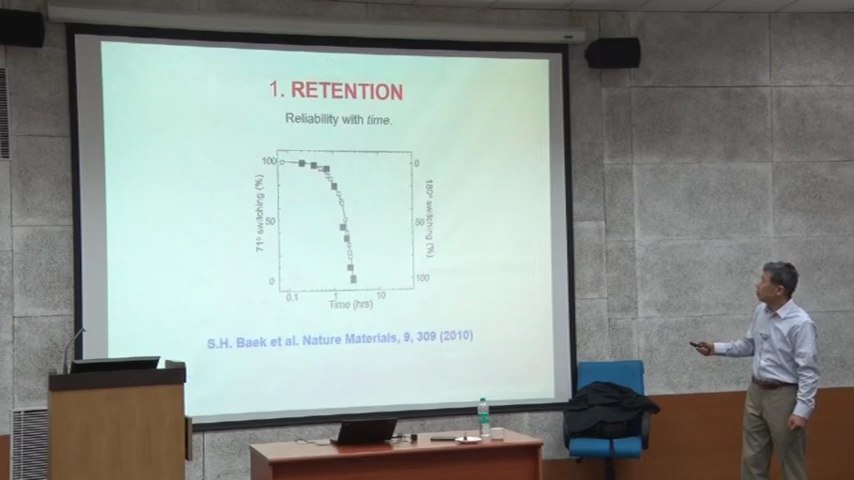 1. RETENTION
Reliability with time.
100
50
0
71° switching (%)
0
50
100
180° switching (%)
0.1
1
10
Time (hrs)
S.H. Baek et al. Nature Materials, 9, 309 (2010)